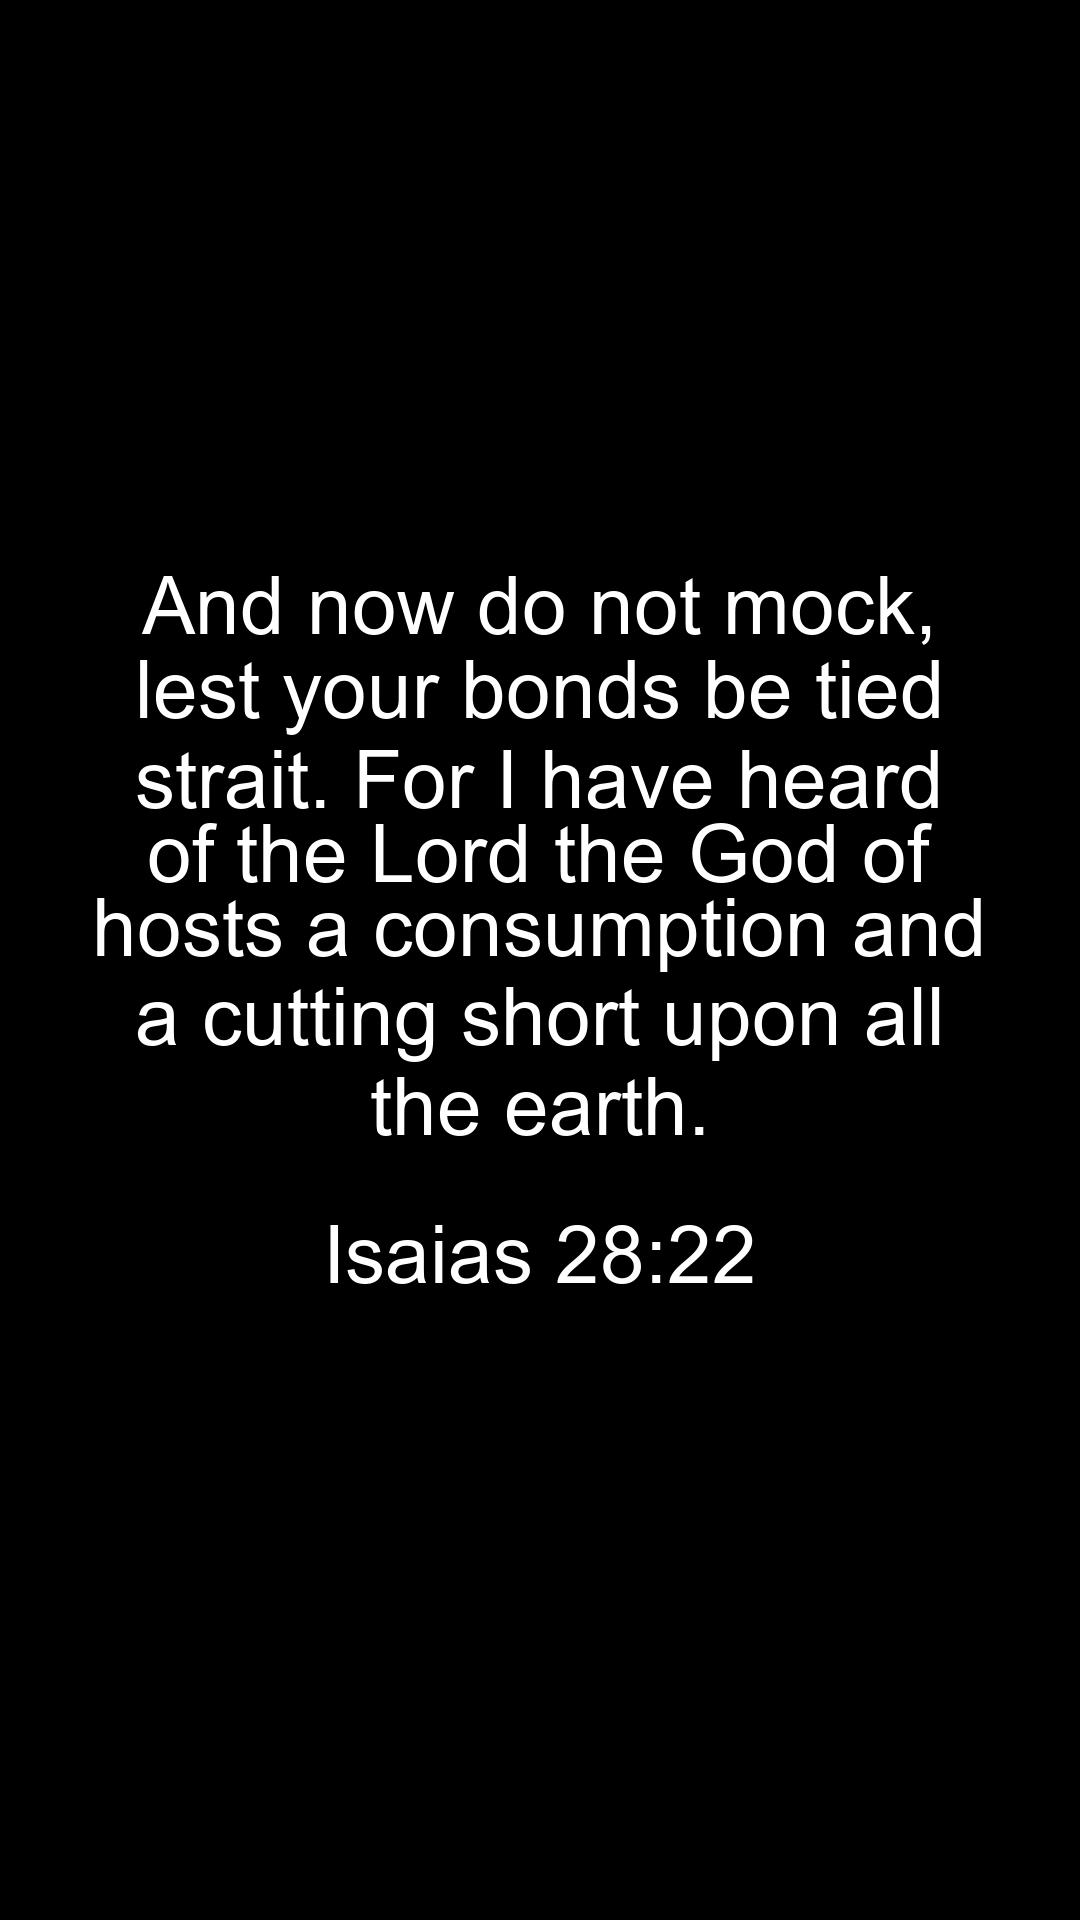 And now do not mock,
lest your bonds be tied
strait. For I have heard
of the Lord the God of
hosts a consumption and
a cutting short upon all
the earth.
Isaias 28:22